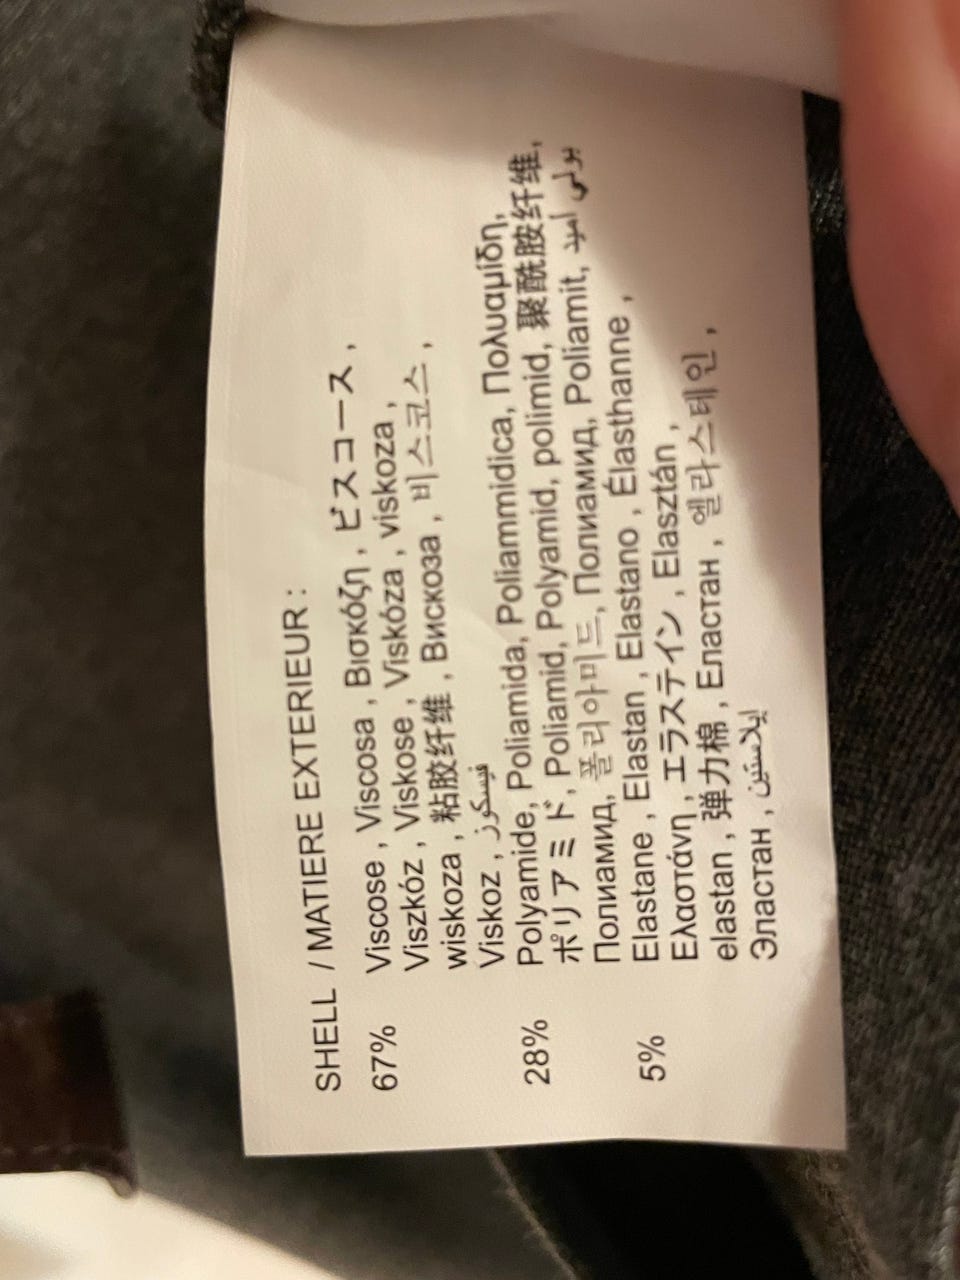 SHELL / MATIERE EXTERIEUR :
67% Viscose , Viscosa , Βισκόζη , ビスコース ,
Viszkóz , Viskose , Viskóza , viskoza ,
wiskoza , 粘胶纤维 , Вискоза , 비스코스 ,
Viskoz , فيسكوز
28% Polyamide, Poliamida, Poliammidica, Πολυαμίδη,
ポリアミド, Poliamid, Polyamid, polimid, 聚酰胺纤维,
Полиамид, 폴리아미드, Полиамид, Poliamit, بولي أميد
5% Elastane , Elastan , Elastano , Élasthanne ,
Ελαστάνη, エラステイン , Elasztán ,
elastan , 弹力棉 , Еластан , 엘라스테인 ,
Эластан , إيلاستين